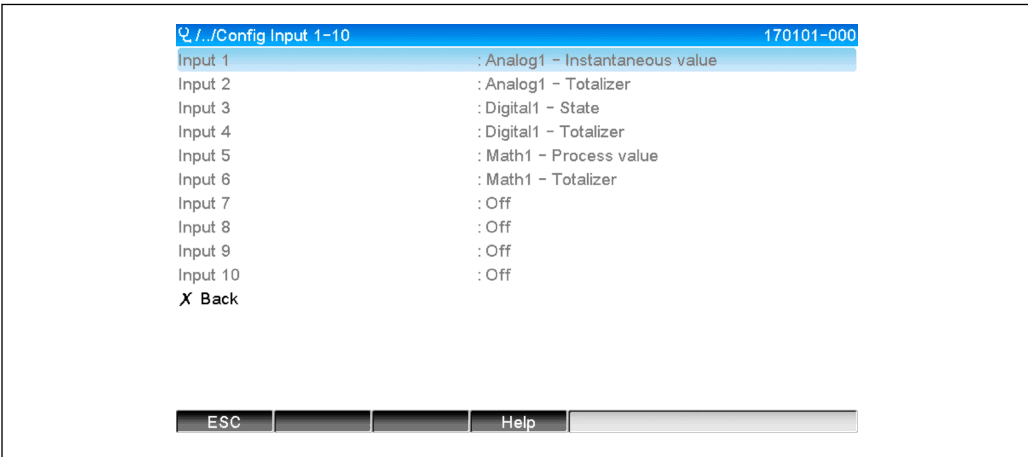 /../Config Input 1-10 170101-000
Input 1 : Analog1 - Instantaneous value
Input 2 : Analog1 - Totalizer
Input 3 : Digital1 - State
Input 4 : Digital1 - Totalizer
Input 5 : Math1 - Process value
Input 6 : Math1 - Totalizer
Input 7 : Off
Input 8 : Off
Input 9 : Off
Input 10 : Off
X Back
ESC Help